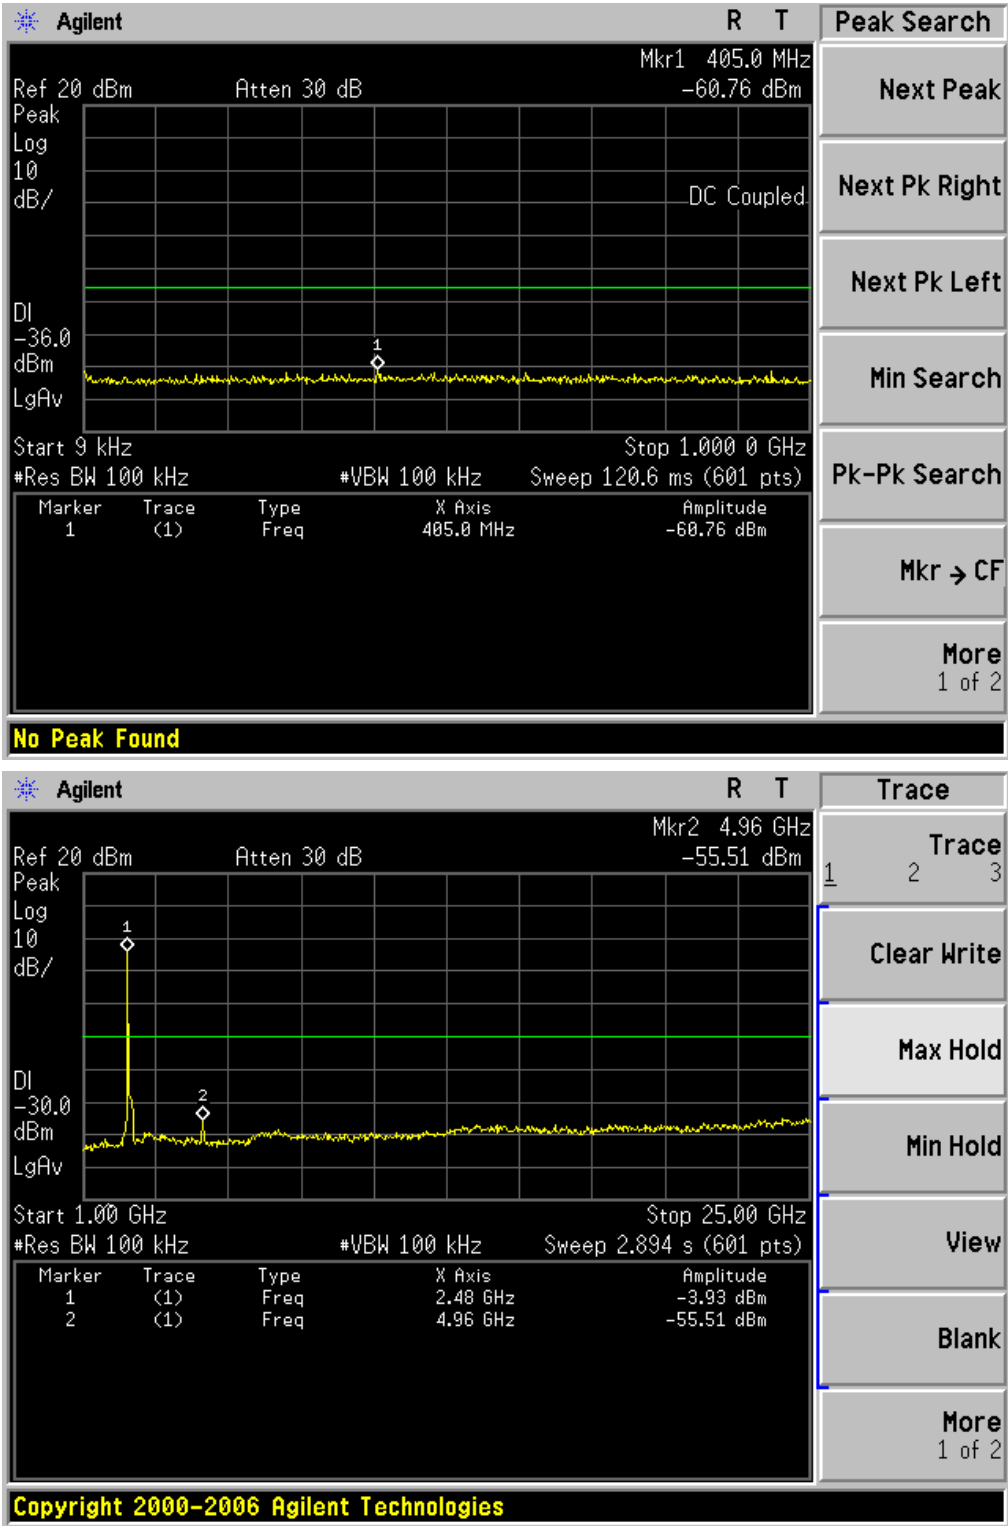 Agilent R T Peak Search
Mkr1 405.0 MHz
Ref 20 dBm Atten 30 dB -60.76 dBm
Peak
Log
10
dB/
DC Coupled
DI
-36.0
dBm
LgAv
1
Start 9 kHz Stop 1.000 0 GHz
#Res BW 100 kHz #VBW 100 kHz Sweep 120.6 ms (601 pts)
Marker Trace Type X Axis Amplitude
1 (1) Freq 405.0 MHz -60.76 dBm
No Peak Found
Next Peak
Next Pk Right
Next Pk Left
Min Search
Pk-Pk Search
Mkr → CF
More
1 of 2
Agilent R T Trace
Mkr2 4.96 GHz
Ref 20 dBm Atten 30 dB -55.51 dBm
Peak
Log
10
dB/
1
DI
-30.0
dBm
LgAv
2
Start 1.00 GHz Stop 25.00 GHz
#Res BW 100 kHz #VBW 100 kHz Sweep 2.894 s (601 pts)
Marker Trace Type X Axis Amplitude
1 (1) Freq 2.48 GHz -3.93 dBm
2 (1) Freq 4.96 GHz -55.51 dBm
Copyright 2000-2006 Agilent Technologies
Trace
1 2 3
Clear Write
Max Hold
Min Hold
View
Blank
More
1 of 2